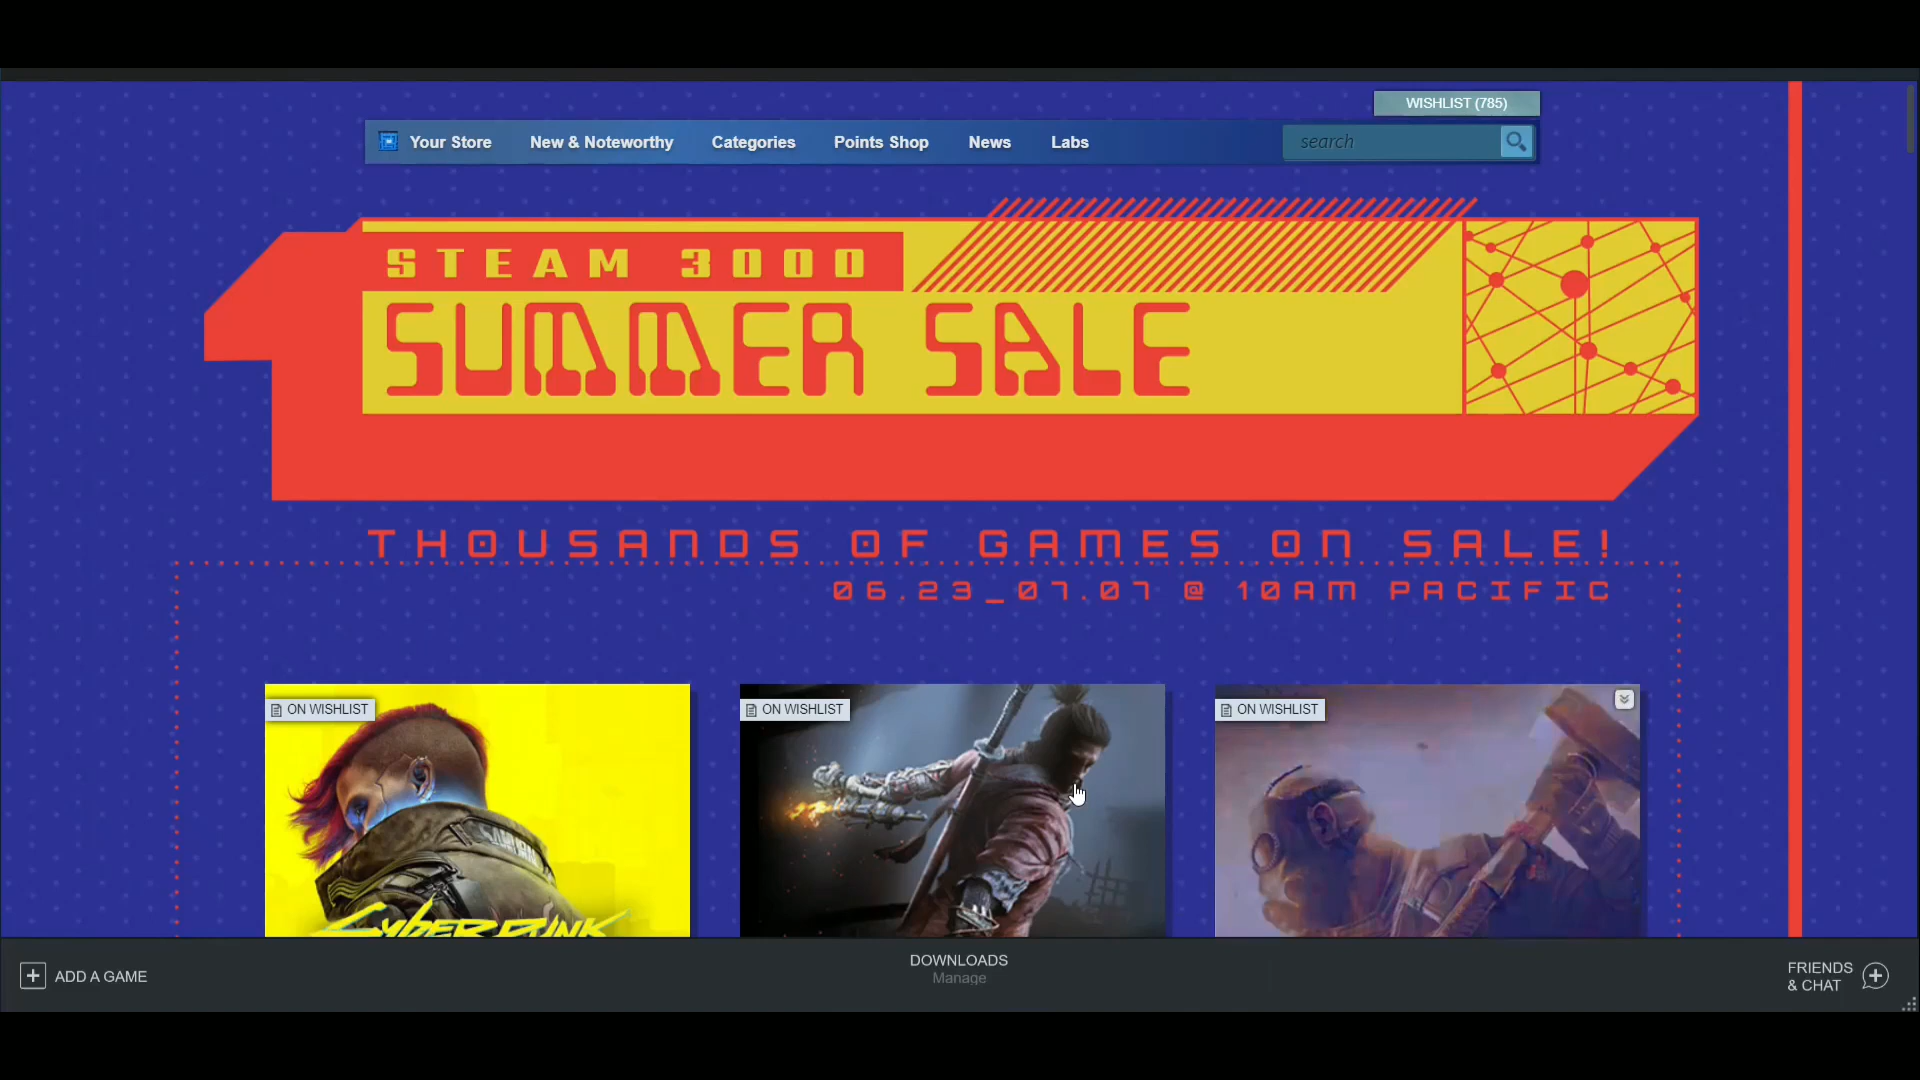 WISHLIST (785)
Your Store New & Noteworthy Categories Points Shop News Labs search
STEAM 3000
SUMMER SALE
THOUSANDS OF GAMES ON SALE!
06.23_07.07 @ 10AM PACIFIC
ON WISHLIST ON WISHLIST ON WISHLIST
SAMURAI
CYBERPUNK
DOWNLOADS
Manage
ADD A GAME
FRIENDS
& CHAT